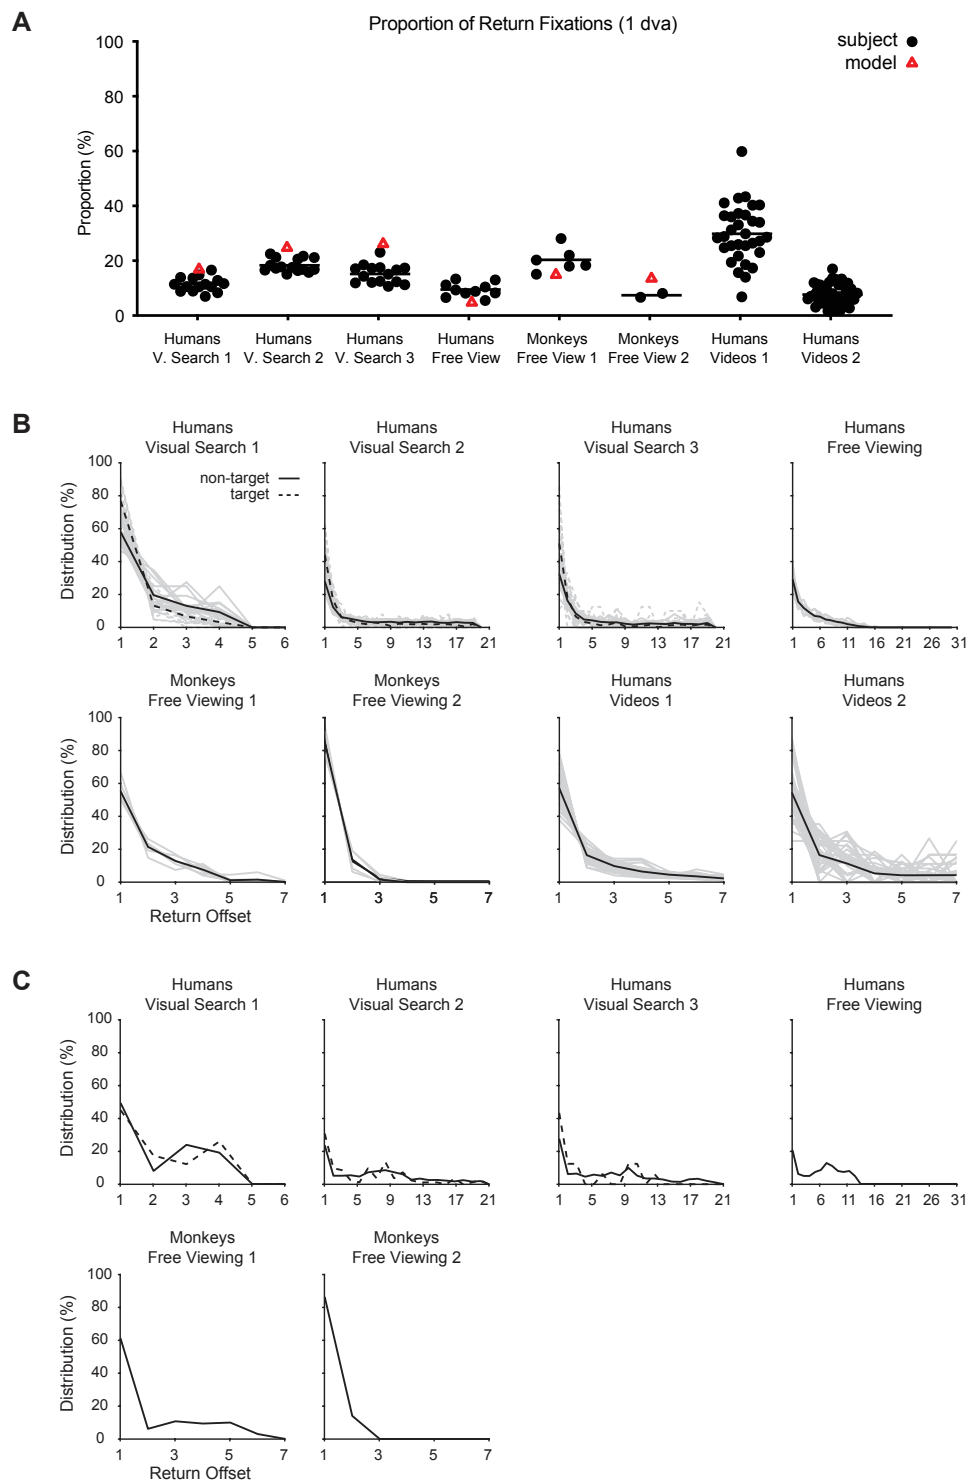 A
Proportion of Return Fixations (1 dva)
subject
model
Proportion (%)
100
80
60
40
20
0
Humans
V. Search 1
Humans
V. Search 2
Humans
V. Search 3
Humans
Free View
Monkeys
Free View 1
Monkeys
Free View 2
Humans
Videos 1
Humans
Videos 2
B
Humans
Visual Search 1
Distribution (%)
100
80
60
40
20
0
non-target
target
1 2 3 4 5 6
Humans
Visual Search 2
1 5 9 13 17 21
Humans
Visual Search 3
1 5 9 13 17 21
Humans
Free Viewing
1 6 11 16 21 26 31
Monkeys
Free Viewing 1
Distribution (%)
100
80
60
40
20
0
1 3 5 7
Return Offset
Monkeys
Free Viewing 2
1 3 5 7
Humans
Videos 1
1 3 5 7
Humans
Videos 2
1 3 5 7
C
Humans
Visual Search 1
Distribution (%)
100
80
60
40
20
0
1 2 3 4 5 6
Humans
Visual Search 2
1 5 9 13 17 21
Humans
Visual Search 3
1 5 9 13 17 21
Humans
Free Viewing
1 6 11 16 21 26 31
Monkeys
Free Viewing 1
Distribution (%)
100
80
60
40
20
0
1 3 5 7
Return Offset
Monkeys
Free Viewing 2
1 3 5 7